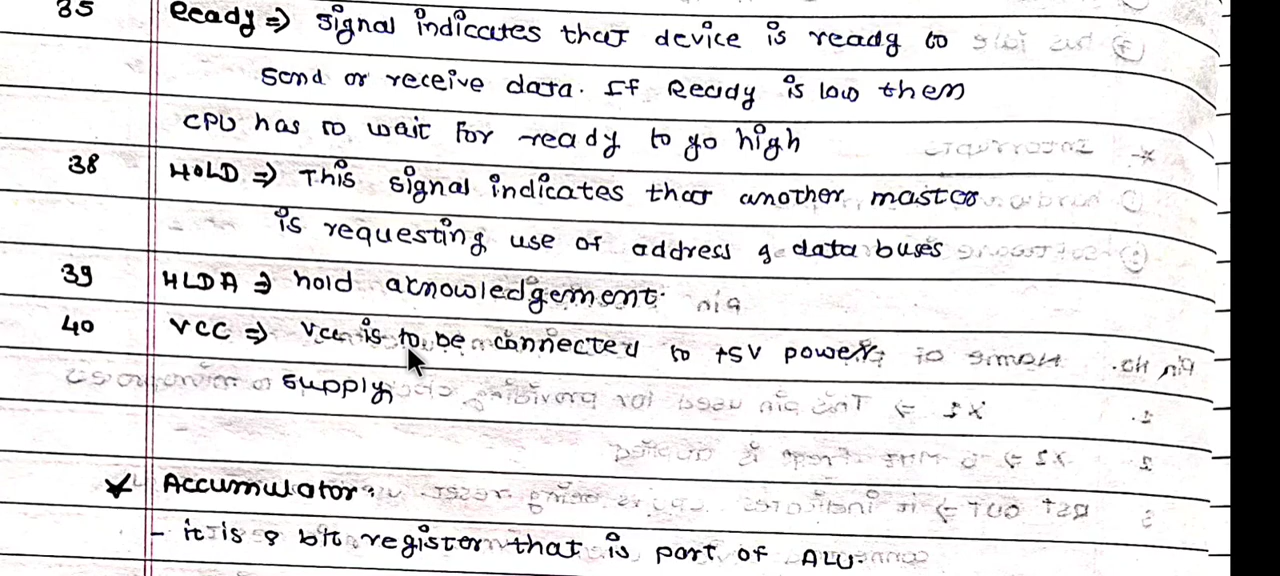 35 Ready ⇒ signal indicates that device is ready to
send or receive data. If Ready is low then
CPU has to wait for ready to go high
38 HOLD ⇒ This signal indicates that another master
is requesting use of address & data buses
39 HLDA ⇒ hold acknowledgement.
40 VCC ⇒ Vcc is to be connected to +5V power
supply
Accumulator:
- it is 8 bit register that is part of ALU.